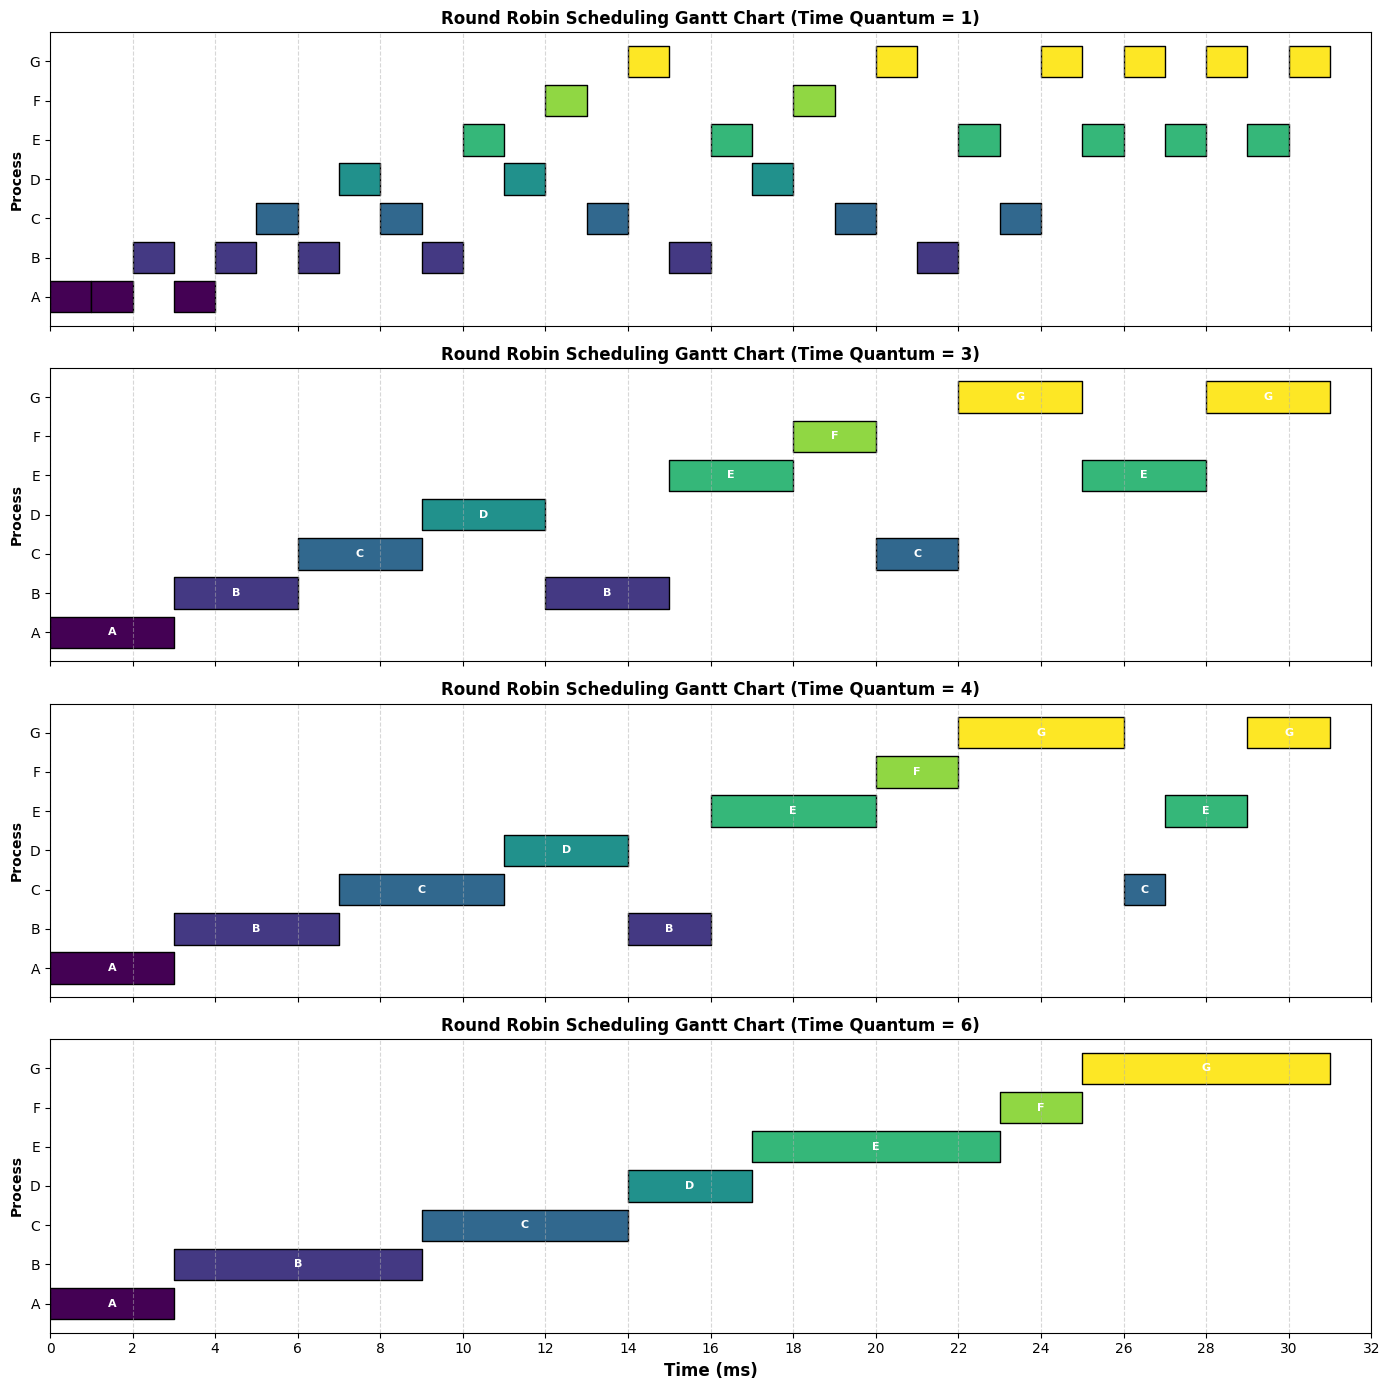 Round Robin Scheduling Gantt Chart (Time Quantum = 1)
Process
G
F
E
D
C
B
A
Round Robin Scheduling Gantt Chart (Time Quantum = 3)
Process
G G G
F F
E E E
D D
C C C
B B B
A A
Round Robin Scheduling Gantt Chart (Time Quantum = 4)
Process
G G G
F F
E E E
D D
C C C
B B B
A A
Round Robin Scheduling Gantt Chart (Time Quantum = 6)
Process
G G
F F
E E
D D
C C
B B
A A
0 2 4 6 8 10 12 14 16 18 20 22 24 26 28 30 32
Time (ms)